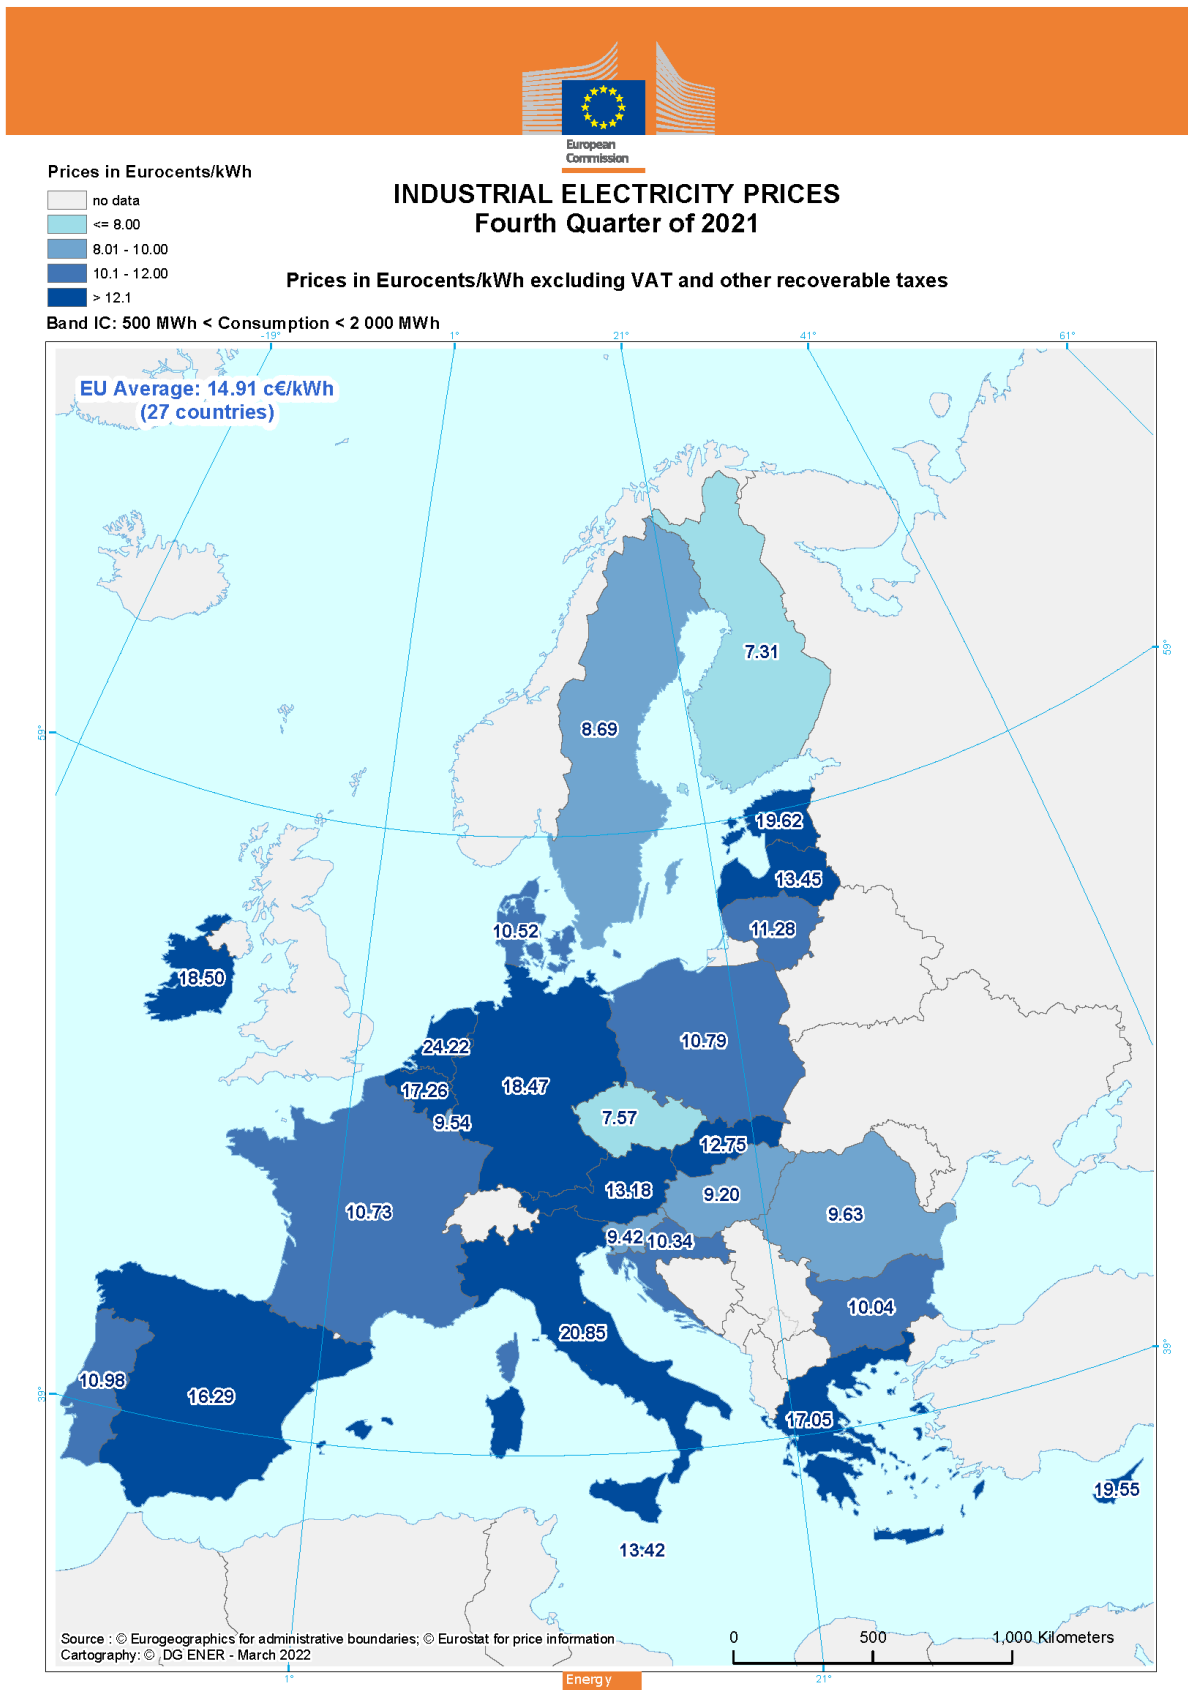 European
Commission
Prices in Eurocents/kWh
no data
<= 8.00
8.01 - 10.00
10.1 - 12.00
> 12.1
INDUSTRIAL ELECTRICITY PRICES
Fourth Quarter of 2021
Prices in Eurocents/kWh excluding VAT and other recoverable taxes
Band IC: 500 MWh < Consumption < 2 000 MWh
-19°
1°
21°
41°
61°
EU Average: 14.91 c€/kWh
(27 countries)
59°
7.31
59°
8.69
19.62
13.45
11.28
10.52
18.50
24.22
10.79
17.26
18.47
9.54
7.57
12.75
13.18
9.20
10.73
9.63
9.42
10.34
10.04
20.85
39°
10.98
16.29
39°
17.05
19.55
13.42
Source : © Eurogeographics for administrative boundaries; © Eurostat for price information
Cartography: © DG ENER - March 2022
0
500
1,000 Kilometers
1°
21°
Energy